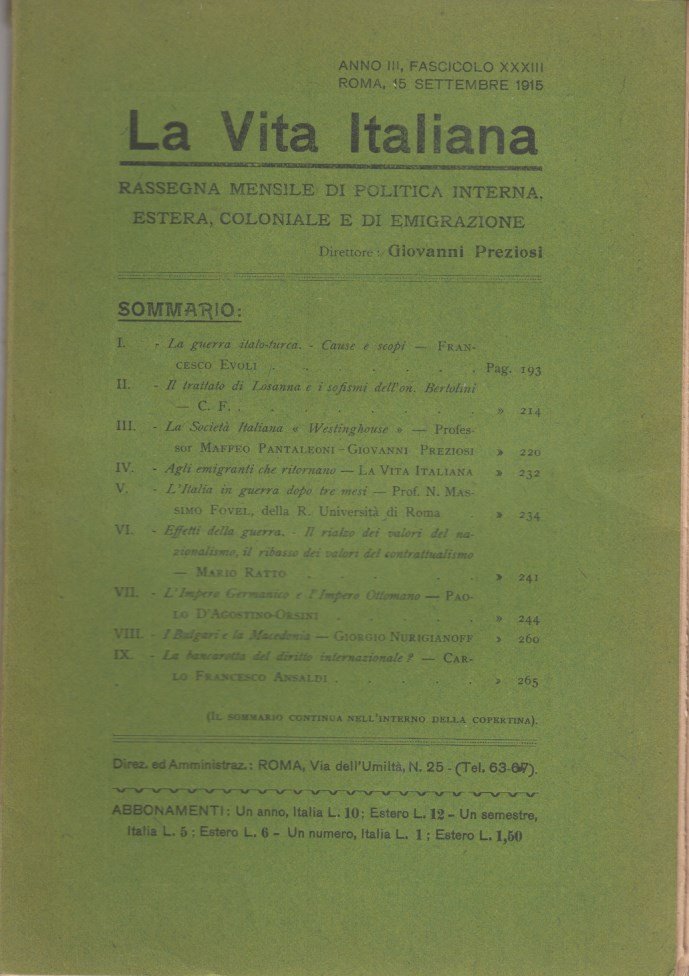 ANNO III, FASCICOLO XXXIII
ROMA, 15 SETTEMBRE 1915
La Vita Italiana
RASSEGNA MENSILE DI POLITICA INTERNA,
ESTERA, COLONIALE E DI EMIGRAZIONE
Direttore: Giovanni Preziosi
SOMMARIO:
I. - La guerra italo-turca. - Cause e scopi — FRAN-
CESCO EVOLI . . . . . . Pag. 193
II. - Il trattato di Losanna e i sofismi dell'on. Bertolini
— C. F. . . . . . . . . » 214
III. - La Società Italiana « Westinghouse » — Profes-
sor MAFFEO PANTALEONI - GIOVANNI PREZIOSI » 220
IV. - Agli emigranti che ritornano — LA VITA ITALIANA » 232
V. - L'Italia in guerra dopo tre mesi — Prof. N. MAS-
SIMO FOVEL, della R. Università di Roma » 234
VI. - Effetti della guerra. - Il rialzo dei valori del na-
zionalismo, il ribasso dei valori del contrattualismo
— MARIO RATTO . . . . . » 241
VII. - L'Impero Germanico e l'Impero Ottomano — PAO-
LO D'AGOSTINO-ORSINI . . . . . » 244
VIII. - I Bulgari e la Macedonia — GIORGIO NURIGIANOFF » 260
IX. - La bancarotta del diritto internazionale? — CAR-
LO FRANCESCO ANSALDI . . . . . » 265
(IL SOMMARIO CONTINUA NELL'INTERNO DELLA COPERTINA).
Direz. ed Amministraz.: ROMA, Via dell'Umiltà, N. 25 - (Tel. 63-67).
ABBONAMENTI: Un anno, Italia L. 10; Estero L. 12 - Un semestre,
Italia L. 5; Estero L. 6 - Un numero, Italia L. 1; Estero L. 1,50